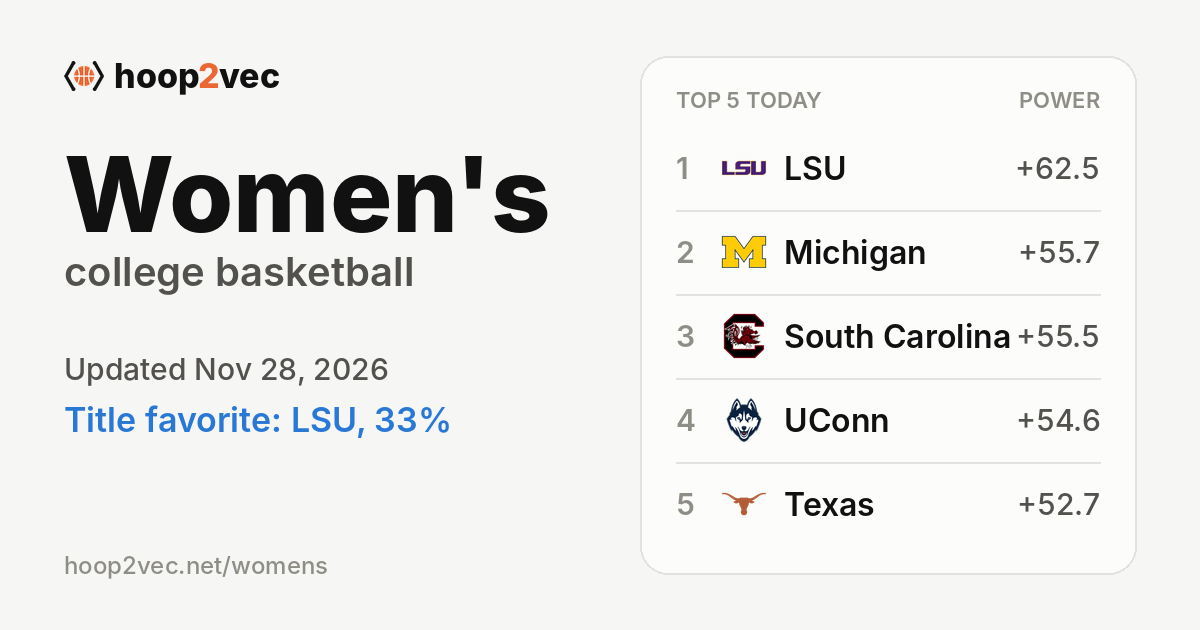 hoop2vec
Women's
college basketball
Updated Nov 28, 2026
Title favorite: LSU, 33%
hoop2vec.net/womens
TOP 5 TODAY POWER
1 LSU LSU +62.5
2 M Michigan +55.7
3 C South Carolina +55.5
4 UConn +54.6
5 Texas +52.7